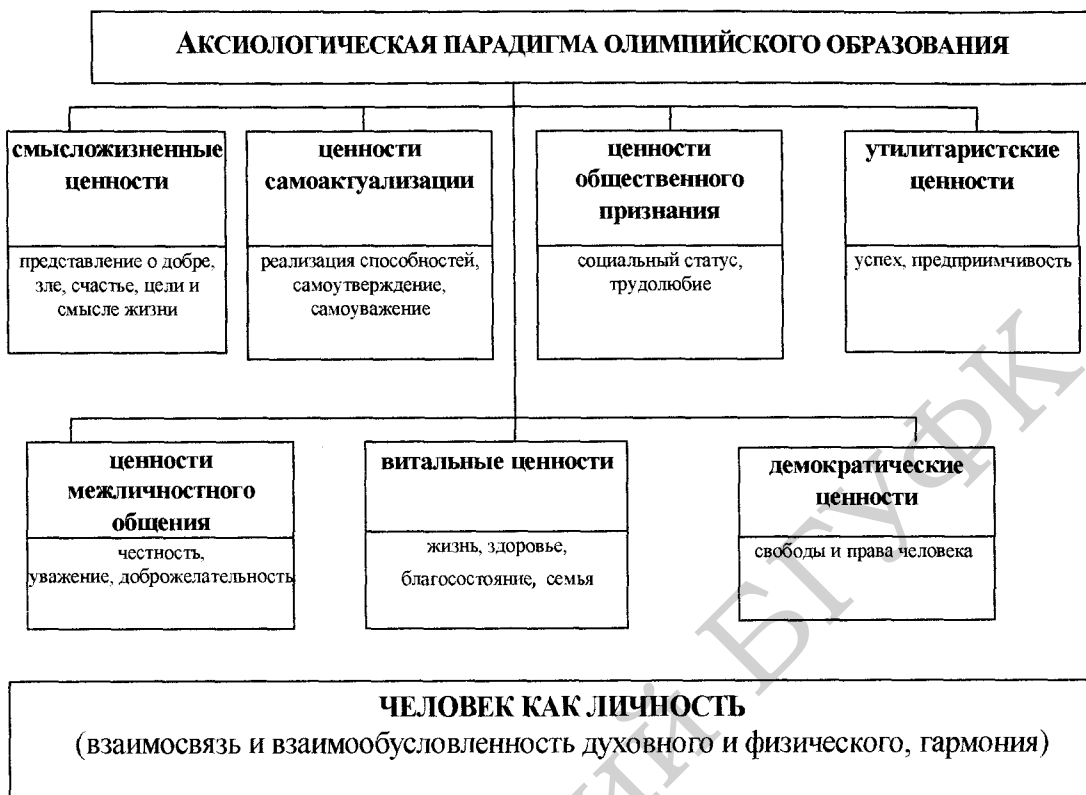 АКСИОЛОГИЧЕСКАЯ ПАРАДИГМА ОЛИМПИЙСКОГО ОБРАЗОВАНИЯ
смысложизненные
ценности
представление о добре,
зле, счастье, цели и
смысле жизни
ценности
самоактуализации
реализация способностей,
самоутверждение,
самоуважение
ценности
общественного
признания
социальный статус,
трудолюбие
утилитаристские
ценности
успех, предприимчивость
ценности
межличностного
общения
честность,
уважение, доброжелательность
витальные ценности
жизнь, здоровье,
благосостояние, семья
демократические
ценности
свободы и права человека
ЧЕЛОВЕК КАК ЛИЧНОСТЬ
(взаимосвязь и взаимообусловленность духовного и физического, гармония)
БГУФК